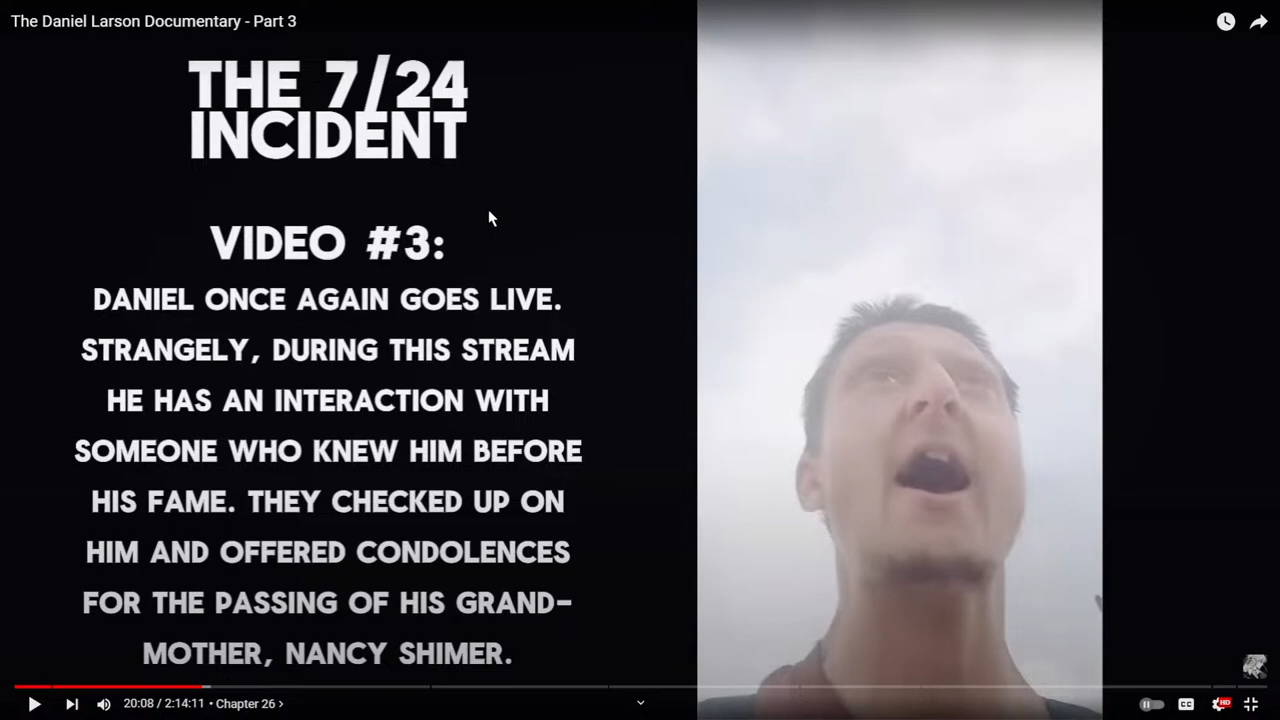 The Daniel Larson Documentary - Part 3
THE 7/24
INCIDENT
VIDEO #3:
DANIEL ONCE AGAIN GOES LIVE.
STRANGELY, DURING THIS STREAM
HE HAS AN INTERACTION WITH
SOMEONE WHO KNEW HIM BEFORE
HIS FAME. THEY CHECKED UP ON
HIM AND OFFERED CONDOLENCES
FOR THE PASSING OF HIS GRAND-
MOTHER, NANCY SHIMER.
20:08 / 2:14:11 • Chapter 26 ›
CC
HD